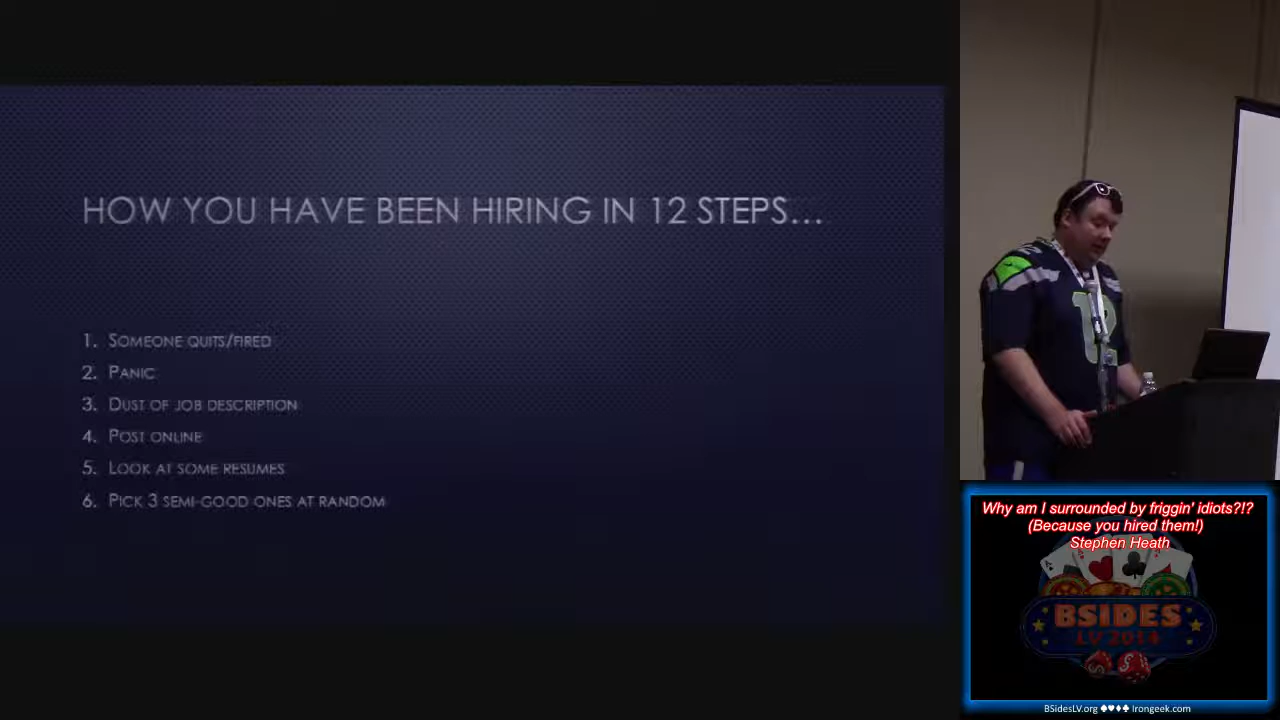 HOW YOU HAVE BEEN HIRING IN 12 STEPS...
1. SOMEONE QUITS/FIRED
2. PANIC
3. DUST OF JOB DESCRIPTION
4. POST ONLINE
5. LOOK AT SOME RESUMES
6. PICK 3 SEMI-GOOD ONES AT RANDOM
12
Why am I surrounded by friggin' idiots?!?
(Because you hired them!)
Stephen Heath
BSIDES
LV 2014
BSidesLV.org ♠♥♦♣ Irongeek.com